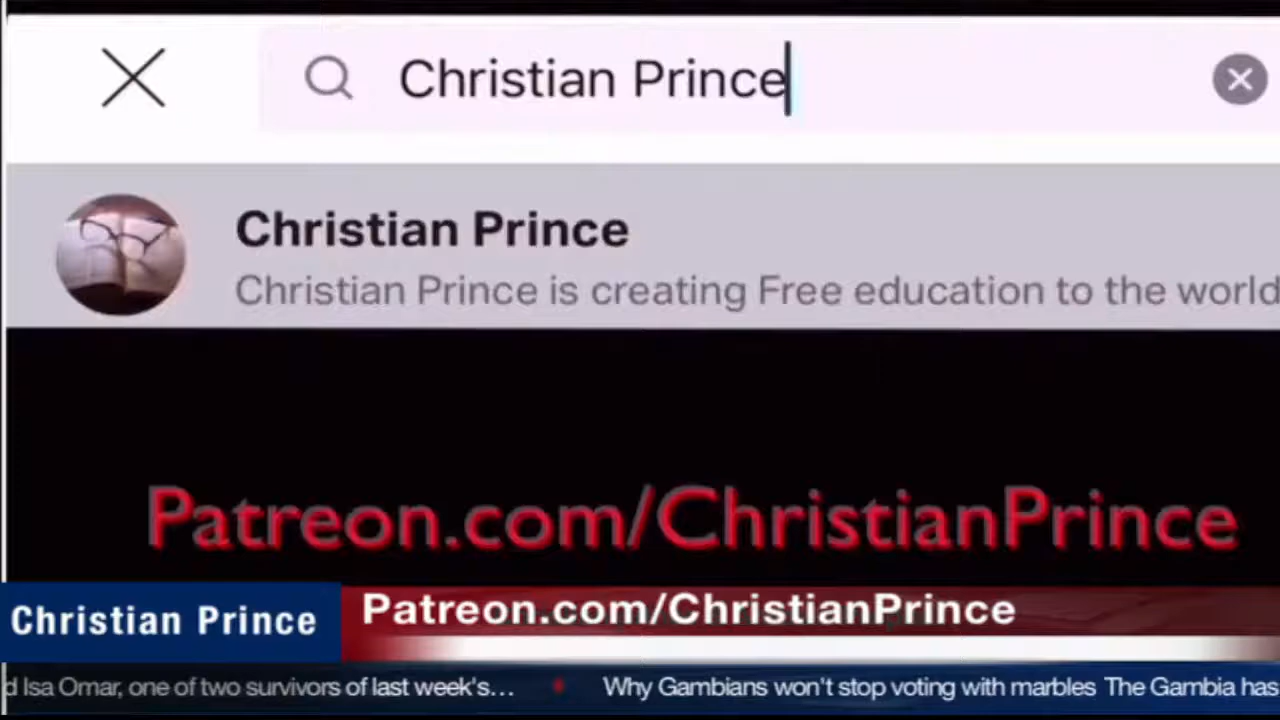 Christian Prince
Christian Prince
Christian Prince is creating Free education to the world
Patreon.com/ChristianPrince
Christian Prince
Patreon.com/ChristianPrince
d Isa Omar, one of two survivors of last week's... Why Gambians won't stop voting with marbles The Gambia has